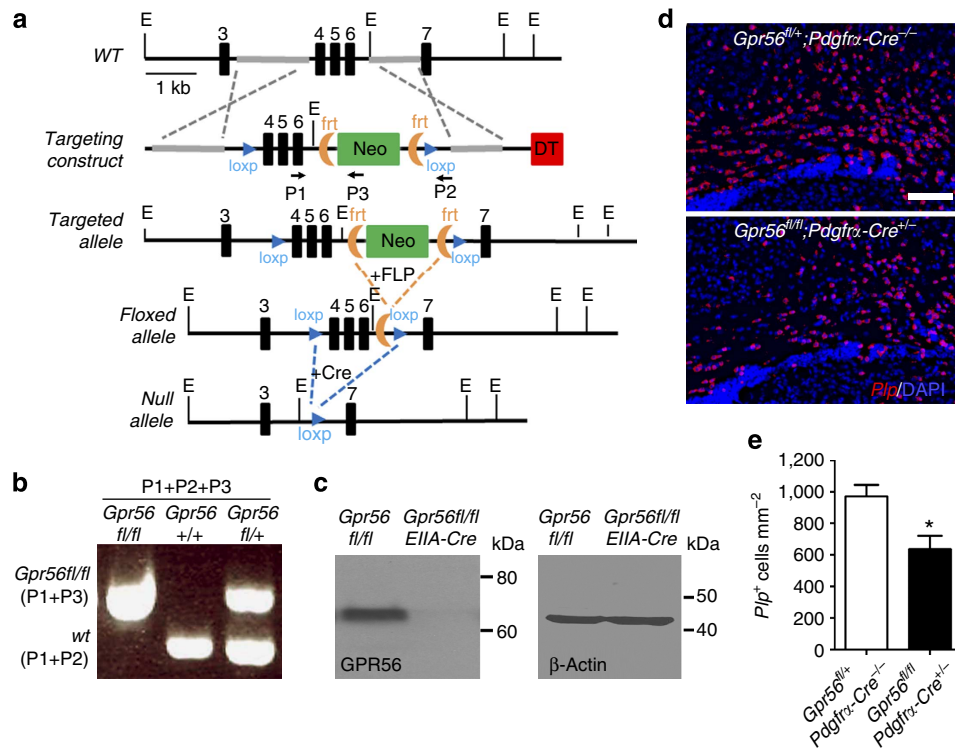 a
E E E E
3 4 5 6 7
WT
1 kb
Targeting construct
4 5 6 E frt frt
loxp Neo loxp DT
P1 P3 P2
Targeted allele
E 3 4 5 6 E frt frt 7 E E
loxp Neo loxp
+FLP
Floxed allele
E 3 loxp 4 5 6 E loxp 7 E E
+Cre
Null allele
E 3 E 7 E E
loxp
b
P1+P2+P3
Gpr56 Gpr56 Gpr56
fl/fl +/+ fl/+
Gpr56fl/fl
(P1+P3)
wt
(P1+P2)
c
Gpr56 Gpr56fl/fl
fl/fl EIIA-Cre
kDa
80
60
GPR56
Gpr56 Gpr56fl/fl
fl/fl EIIA-Cre
kDa
50
40
β-Actin
d
Gpr56fl/+;Pdgfrα-Cre–/–
Gpr56fl/fl;Pdgfrα-Cre+/–
Plp/DAPI
e
1,200
1,000
800
600
400
200
0
Plp+ cells mm–2
*
Gpr56fl/+
Pdgfrα-Cre–/–
Gpr56fl/fl
Pdgfrα-Cre+/–